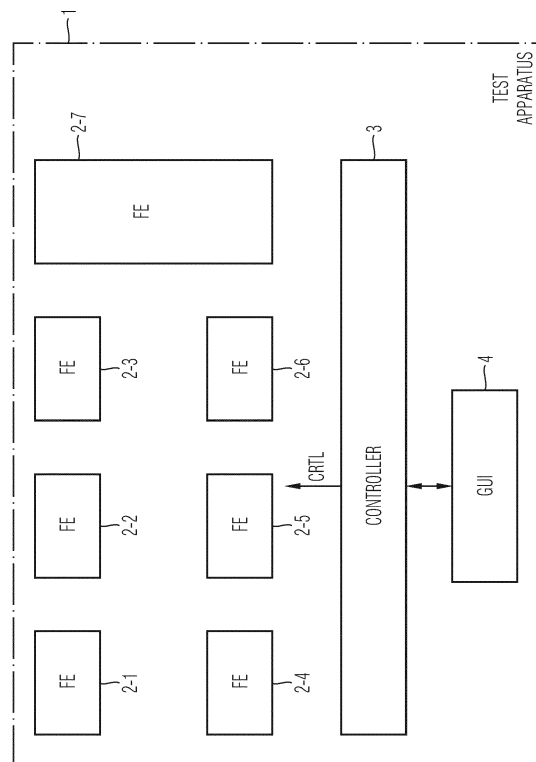 1
FE
FE
FE
2-7
2-1
2-2
2-3
FE
FE
FE
FE
2-4
2-5
2-6
CRTL
CONTROLLER
3
GUI
4
TEST
APPARATUS